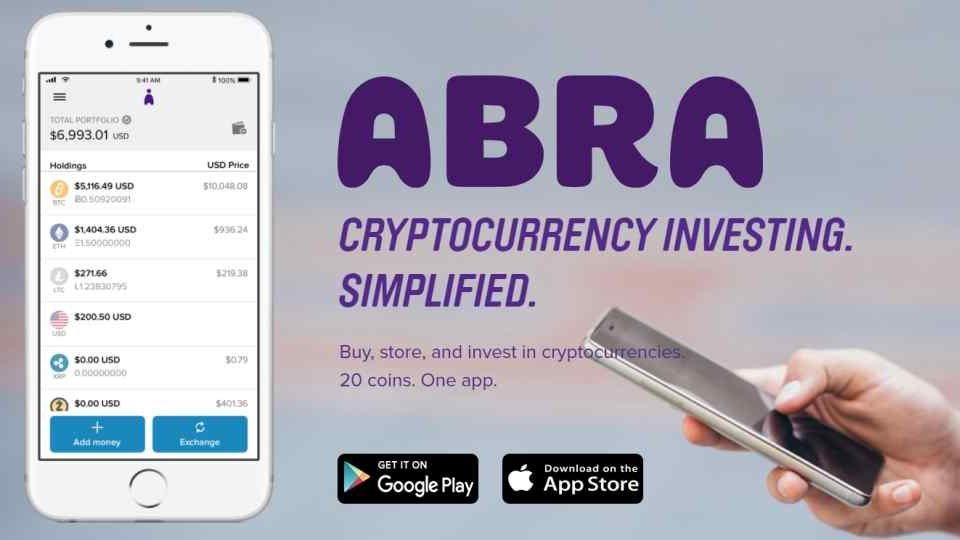 9:41 AM
100%
TOTAL PORTFOLIO
$6,993.01 USD
Holdings USD Price
$5,116.49 USD $10,048.08
BTC Ƀ0.50920091
$1,404.36 USD $936.24
ETH Ξ1.50000000
$271.66 $219.38
LTC Ł1.23830795
$200.50 USD
USD
$0.00 USD $0.79
XRP 0.00000000
$0.00 USD $401.36
Add money Exchange
ABRA
CRYPTOCURRENCY INVESTING.
SIMPLIFIED.
Buy, store, and invest in cryptocurrencies.
20 coins. One app.
GET IT ON
Google Play
Download on the
App Store